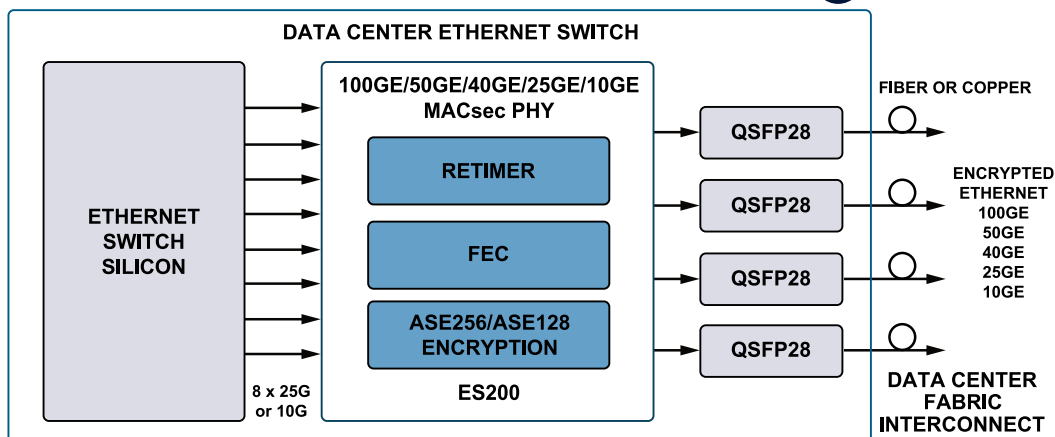 DATA CENTER ETHERNET SWITCH
ETHERNET
SWITCH
SILICON
8 x 25G
or 10G
100GE/50GE/40GE/25GE/10GE
MACsec PHY
RETIMER
FEC
ASE256/ASE128
ENCRYPTION
ES200
QSFP28
QSFP28
QSFP28
QSFP28
FIBER OR COPPER
ENCRYPTED
ETHERNET
100GE
50GE
40GE
25GE
10GE
DATA CENTER
FABRIC
INTERCONNECT